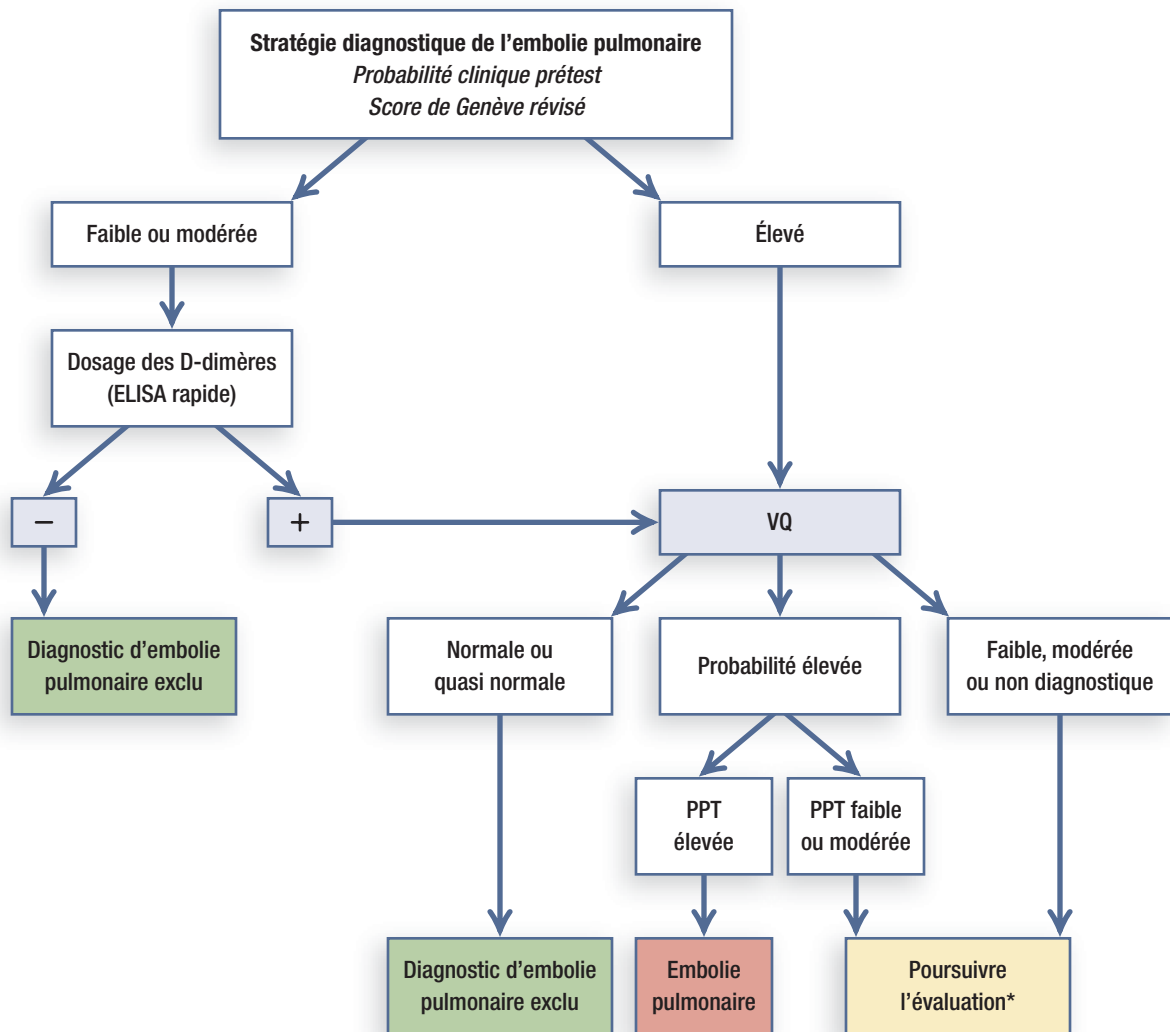 Stratégie diagnostique de l'embolie pulmonaire
Probabilité clinique prétest
Score de Genève révisé
Faible ou modérée
Élevé
Dosage des D-dimères
(ELISA rapide)
−
+
VQ
Diagnostic d'embolie
pulmonaire exclu
Normale ou
quasi normale
Probabilité élevée
Faible, modérée
ou non diagnostique
PPT
élevée
PPT faible
ou modérée
Diagnostic d'embolie
pulmonaire exclu
Embolie
pulmonaire
Poursuivre
l'évaluation*